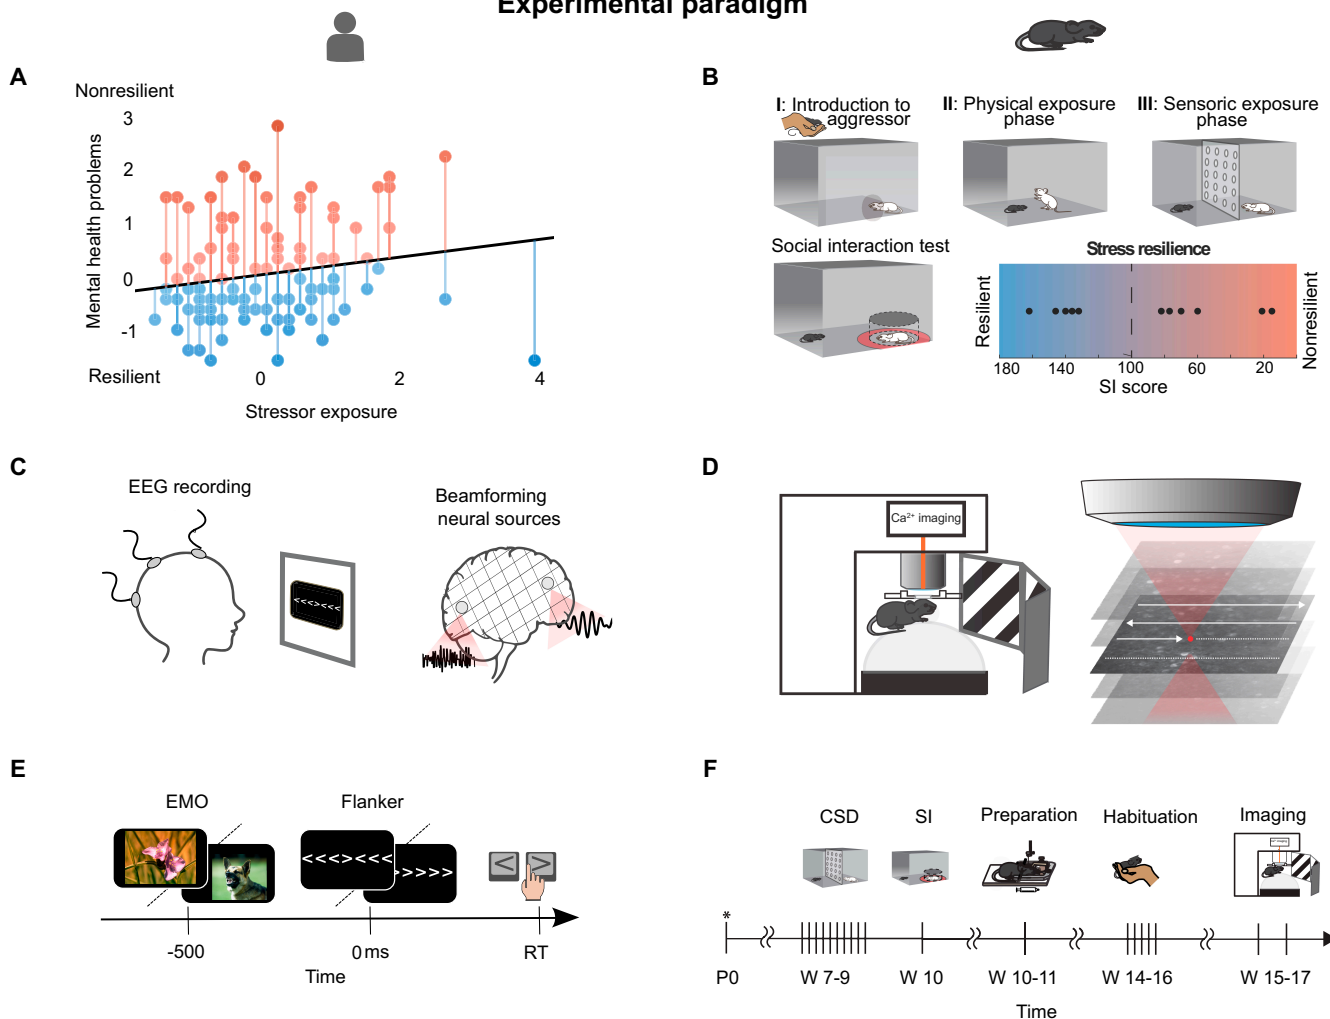 Experimental paradigm
A
Nonresilient
3
2
1
0
-1
Mental health problems
Resilient
0
2
4
Stressor exposure
B
I: Introduction to
aggressor
II: Physical exposure
phase
III: Sensoric exposure
phase
Social interaction test
Stress resilience
Resilient
Nonresilient
180
140
100
60
20
SI score
C
EEG recording
Beamforming
neural sources
<<<><<<
D
Ca²⁺ imaging
E
EMO
Flanker
<<<><<<
>>>>>
< >
-500
0 ms
RT
Time
F
CSD
SI
Preparation
Habituation
Imaging
*
P0
W 7-9
W 10
W 10-11
W 14-16
W 15-17
Time